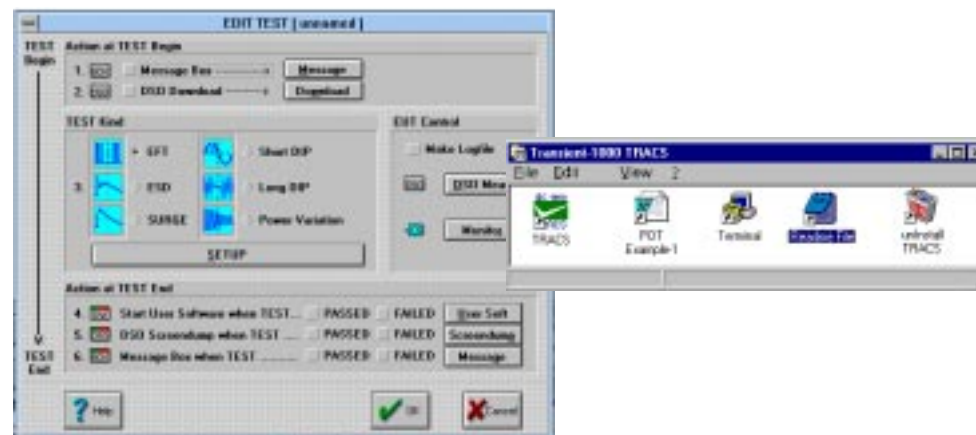 EDIT TEST [ unnamed ]
TEST Begin
Action at TEST Begin
1. Message Box Message
2. DSO Download Download
TEST Kind
3. EFT Short DIP
ESD Long DIP
SURGE Power Variation
SETUP
EUT Control
Make Logfile
DSO Mea
Monitor
Action at TEST End
4. Start User Software when TEST.... PASSED FAILED User Soft
5. DSO Screendump when TEST .... PASSED FAILED Screendump
6. Message Box when TEST .......... PASSED FAILED Message
TEST End
? Help
OK
Cancel
Transient-1000 TRACS
File Edit View ?
TRACS
PDT Example-1
Terminal
Readme File
uninstall TRACS